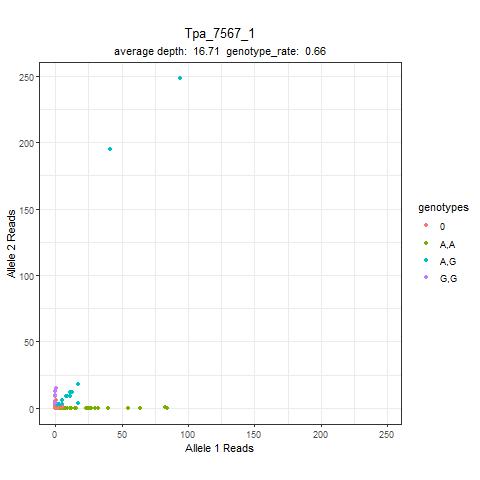 Tpa_7567_1
average depth:  16.71  genotype_rate:  0.66
250
200
150
100
50
0
Allele 2 Reads
0
50
100
150
200
250
Allele 1 Reads
genotypes
0
A,A
A,G
G,G